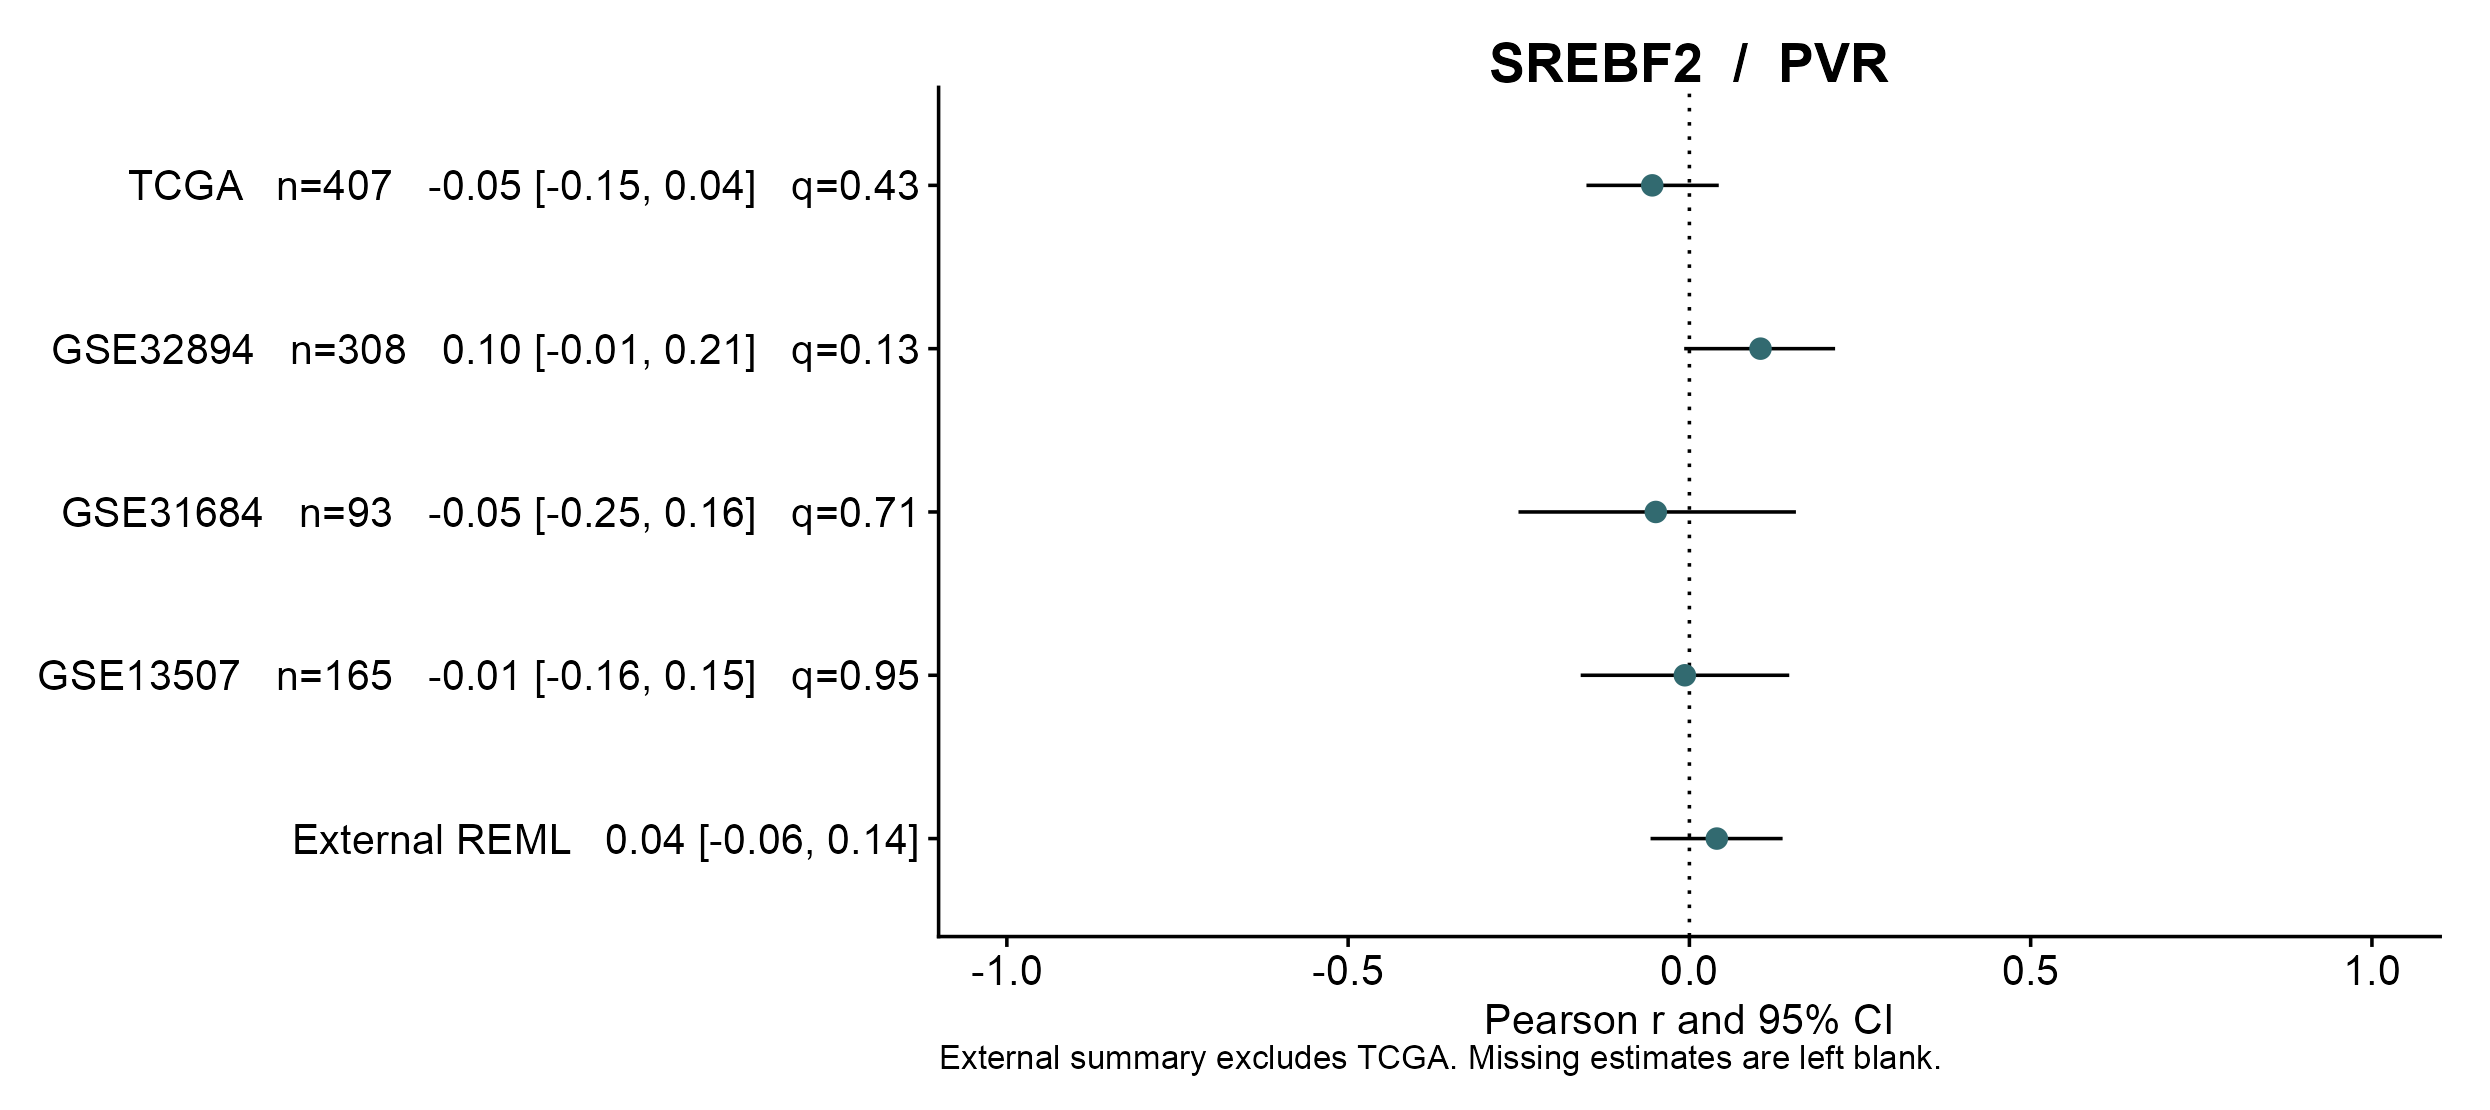 SREBF2 / PVR
TCGA n=407 -0.05 [-0.15, 0.04] q=0.43
GSE32894 n=308 0.10 [-0.01, 0.21] q=0.13
GSE31684 n=93 -0.05 [-0.25, 0.16] q=0.71
GSE13507 n=165 -0.01 [-0.16, 0.15] q=0.95
External REML 0.04 [-0.06, 0.14]
-1.0 -0.5 0.0 0.5 1.0
Pearson r and 95% CI
External summary excludes TCGA. Missing estimates are left blank.